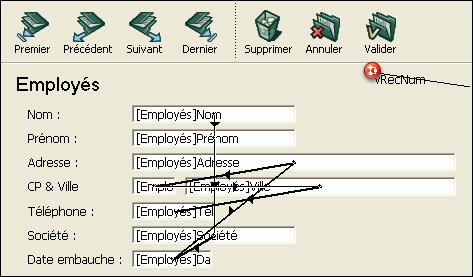 Premier Précédent Suivant Dernier Supprimer Annuler Valider
vRecNum
Employés
Nom : [Employés]Nom
Prénom : [Employés]Prénom
Adresse : [Employés]Adresse
CP & Ville [Emplo [Employés]Ville
Téléphone : [Employés]Tél
Société : [Employés]Société
Date embauche : [Employés]Da